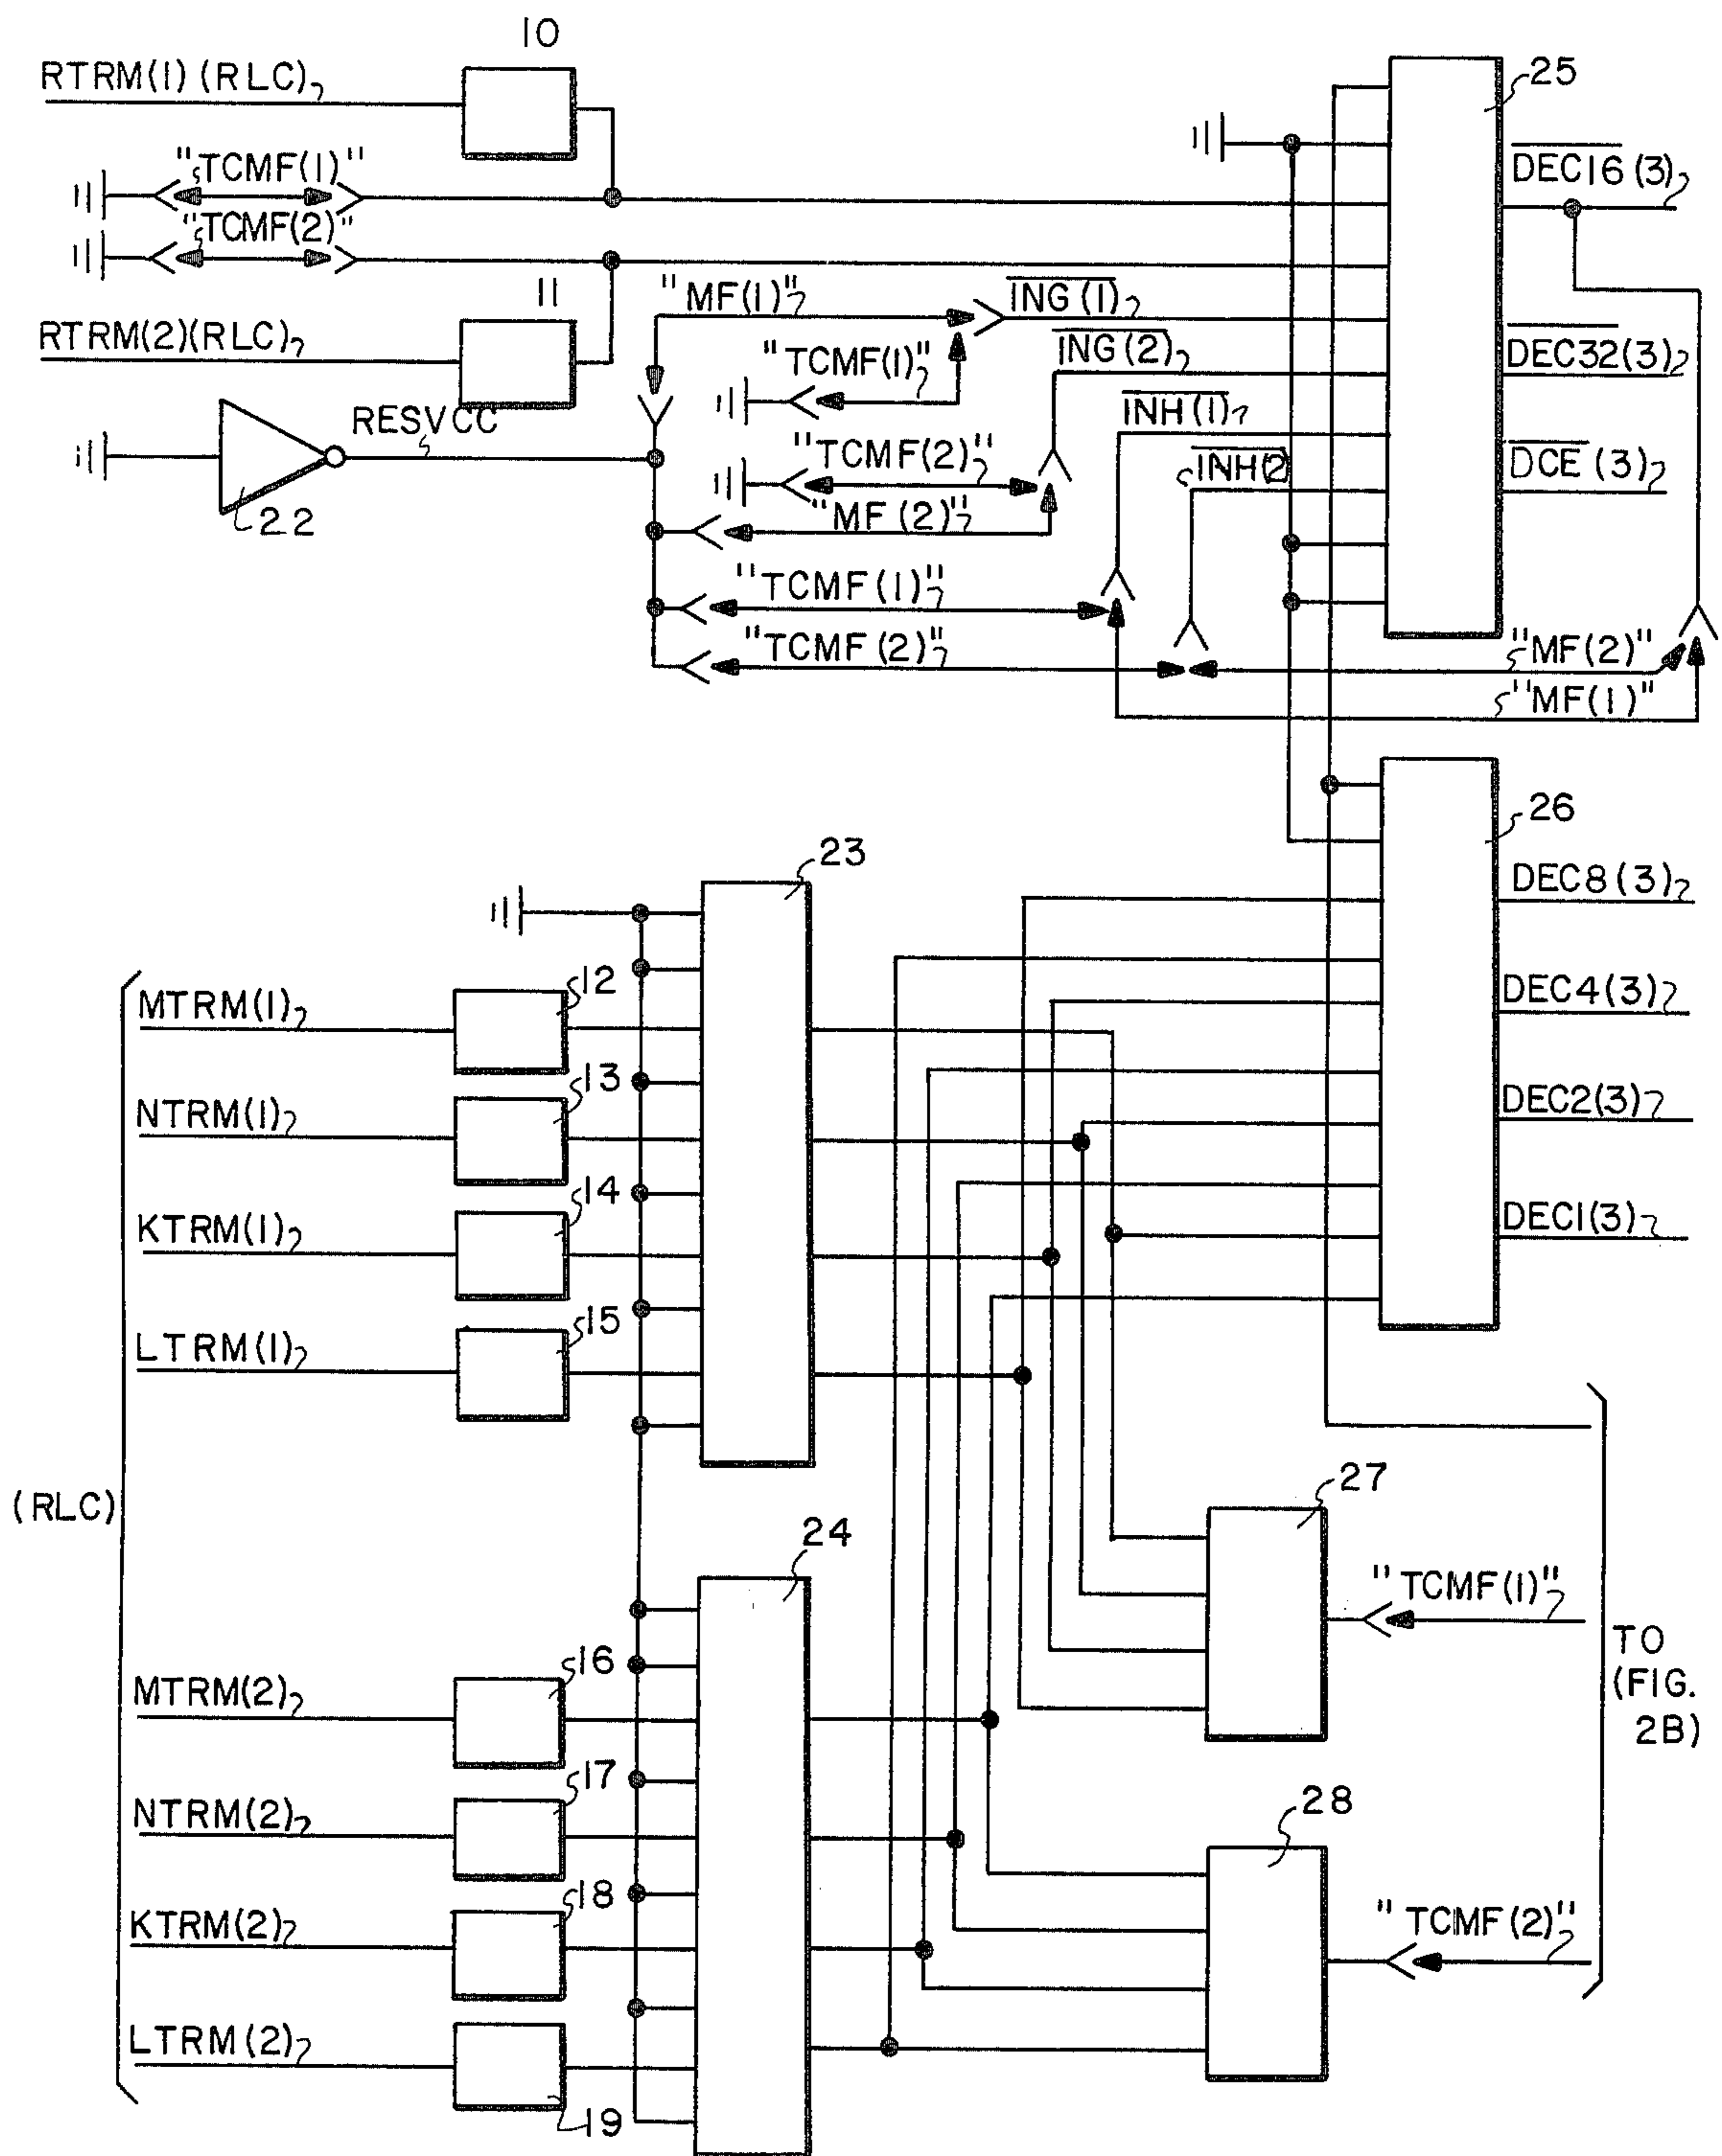 10
RTRM(1)(RLC)
25
"TCMF(1)"
DEC16(3)
"TCMF(2)"
11
"MF(1)"
ING(1)
RTRM(2)(RLC)
"TCMF(1)"
ING(2)
DEC32(3)
RESVCC
INH(1)
"TCMF(2)"
INH(2
DCE(3)
22
"MF(2)"
"TCMF(1)"
"TCMF(2)"
"MF(2)"
"MF(1)"
26
23
DEC8(3)
12
MTRM(1)
DEC4(3)
13
NTRM(1)
DEC2(3)
14
KTRM(1)
DEC1(3)
15
LTRM(1)
27
(RLC)
24
"TCMF(1)"
TO
(FIG.
2B)
16
MTRM(2)
17
NTRM(2)
28
18
KTRM(2)
"TCMF(2)"
LTRM(2)
19